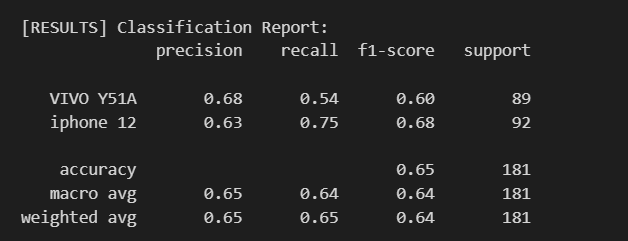 [RESULTS] Classification Report:
precision recall f1-score support
VIVO Y51A 0.68 0.54 0.60 89
iphone 12 0.63 0.75 0.68 92
accuracy 0.65 181
macro avg 0.65 0.64 0.64 181
weighted avg 0.65 0.65 0.64 181